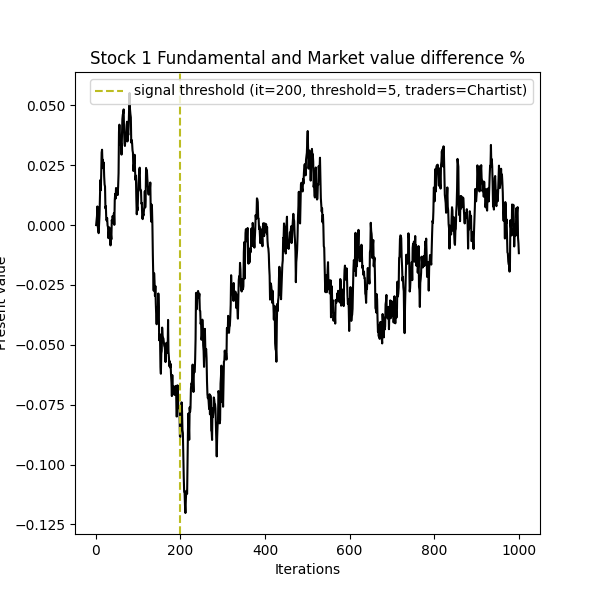 Stock 1 Fundamental and Market value difference %
signal threshold (it=200, threshold=5, traders=Chartist)
0.050
0.025
0.000
−0.025
−0.050
−0.075
−0.100
−0.125
Present value
0 200 400 600 800 1000
Iterations